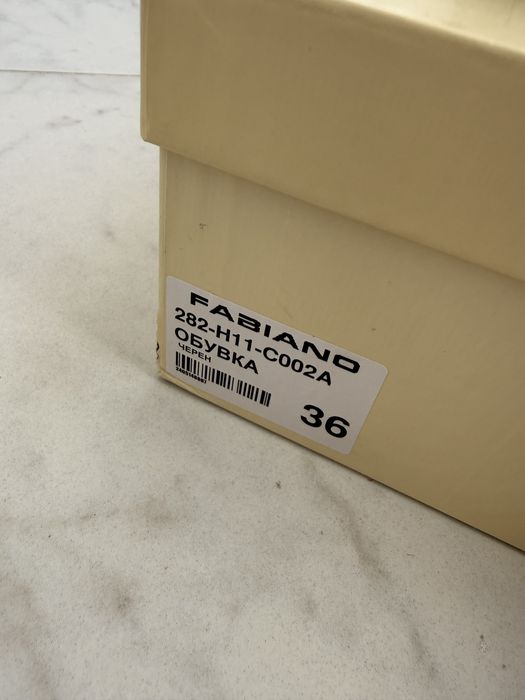 FABIANO
282-H11-C002A
ОБУВКА
ЧЕРЕН
36